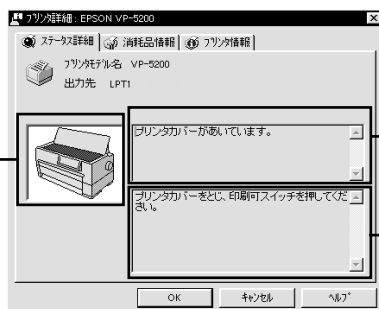 プリンタ詳細 : EPSON VP-5200
ステータス詳細
消耗品情報
プリンタ情報
プリンタモデル名 VP-5200
出力先 LPT1
プリンタカバーがあいています。
プリンタカバーをとじ、印刷可スイッチを押してくだ
さい。
OK
キャンセル
ヘルプ